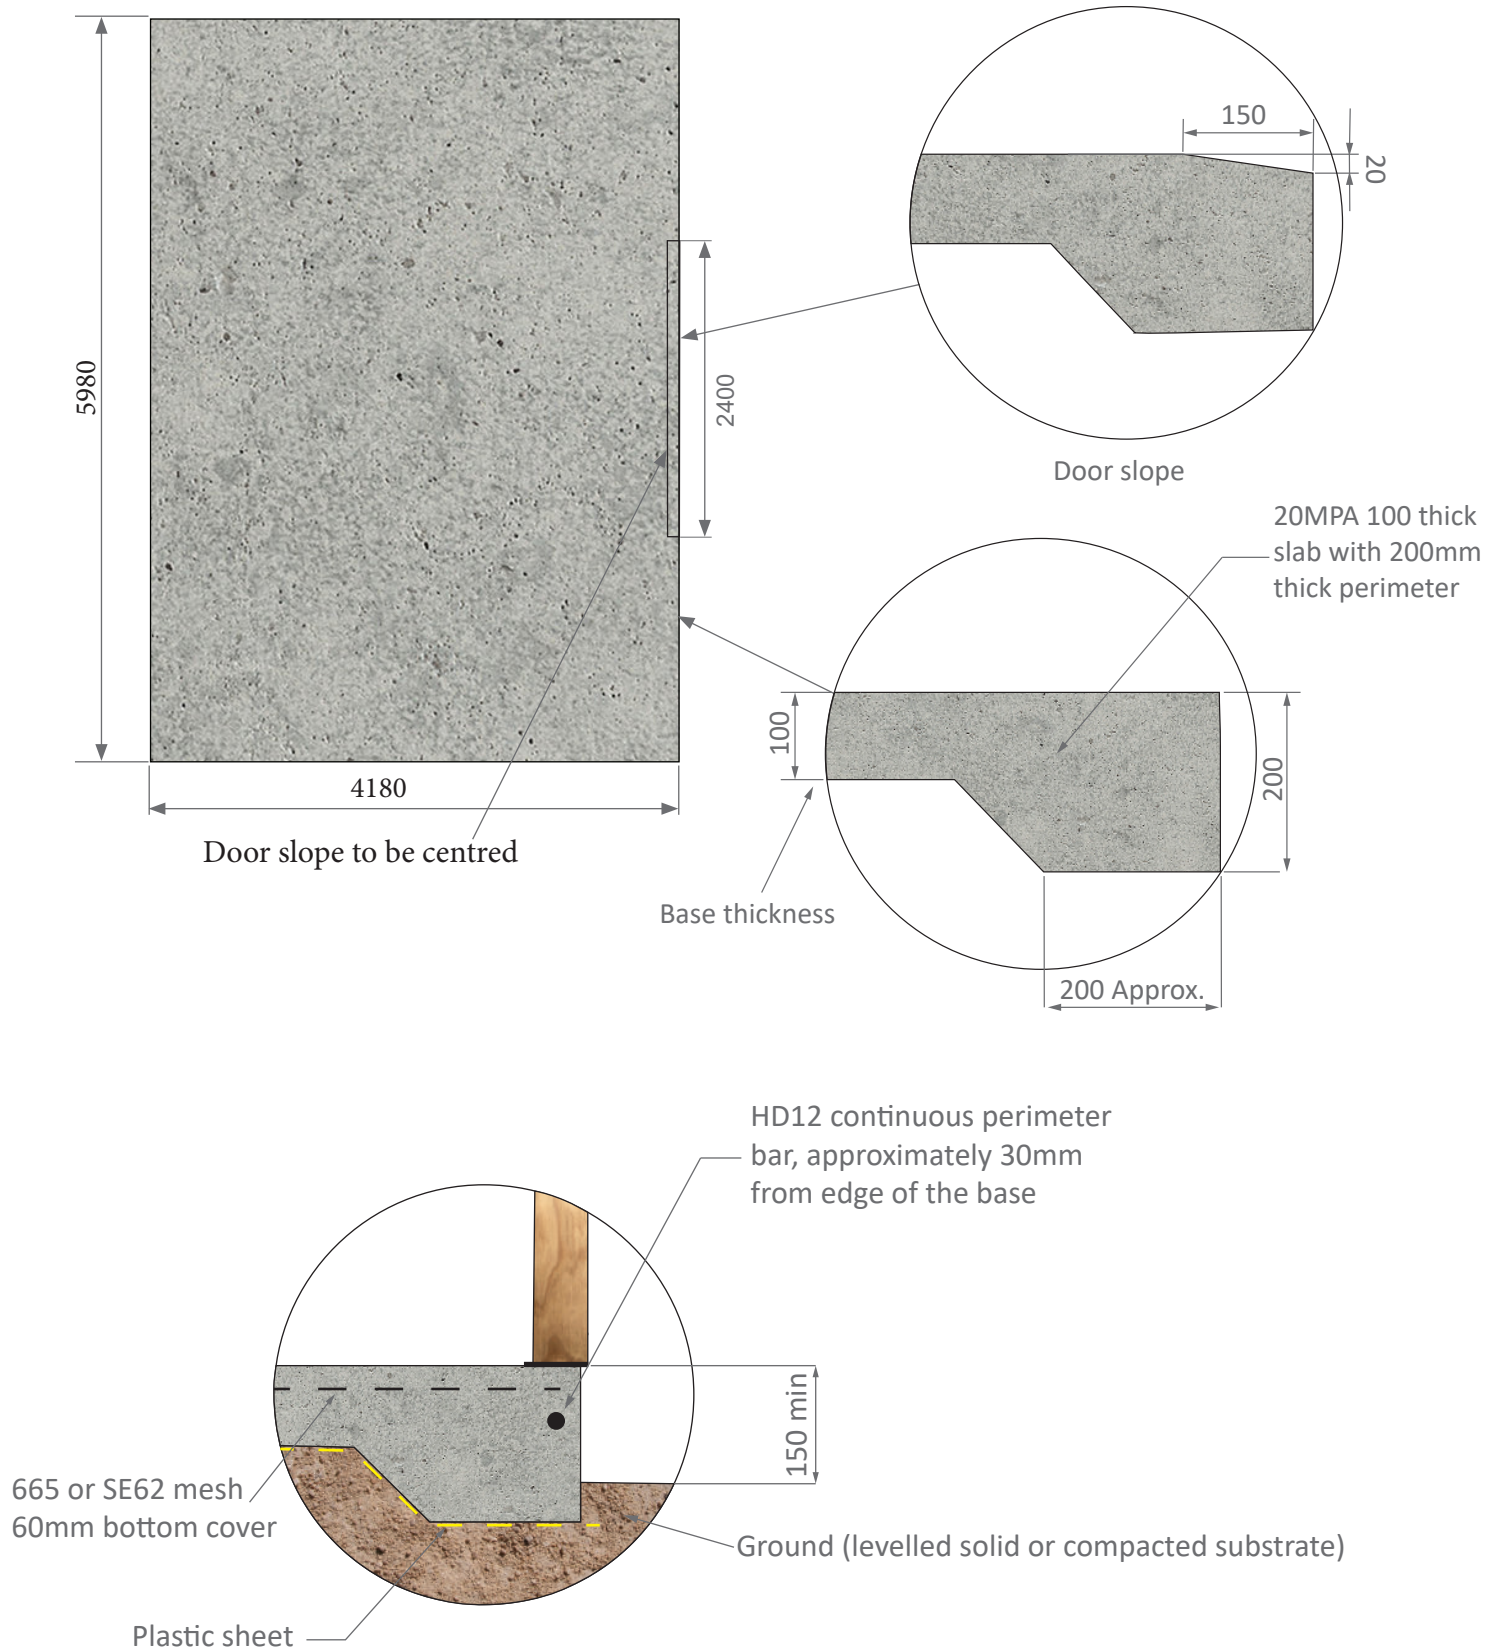 150
20
5980
2400
Door slope
20MPA 100 thick
slab with 200mm
thick perimeter
100
200
4180
Door slope to be centred
Base thickness
200 Approx.
HD12 continuous perimeter
bar, approximately 30mm
from edge of the base
150 min
665 or SE62 mesh
60mm bottom cover
Ground (levelled solid or compacted substrate)
Plastic sheet